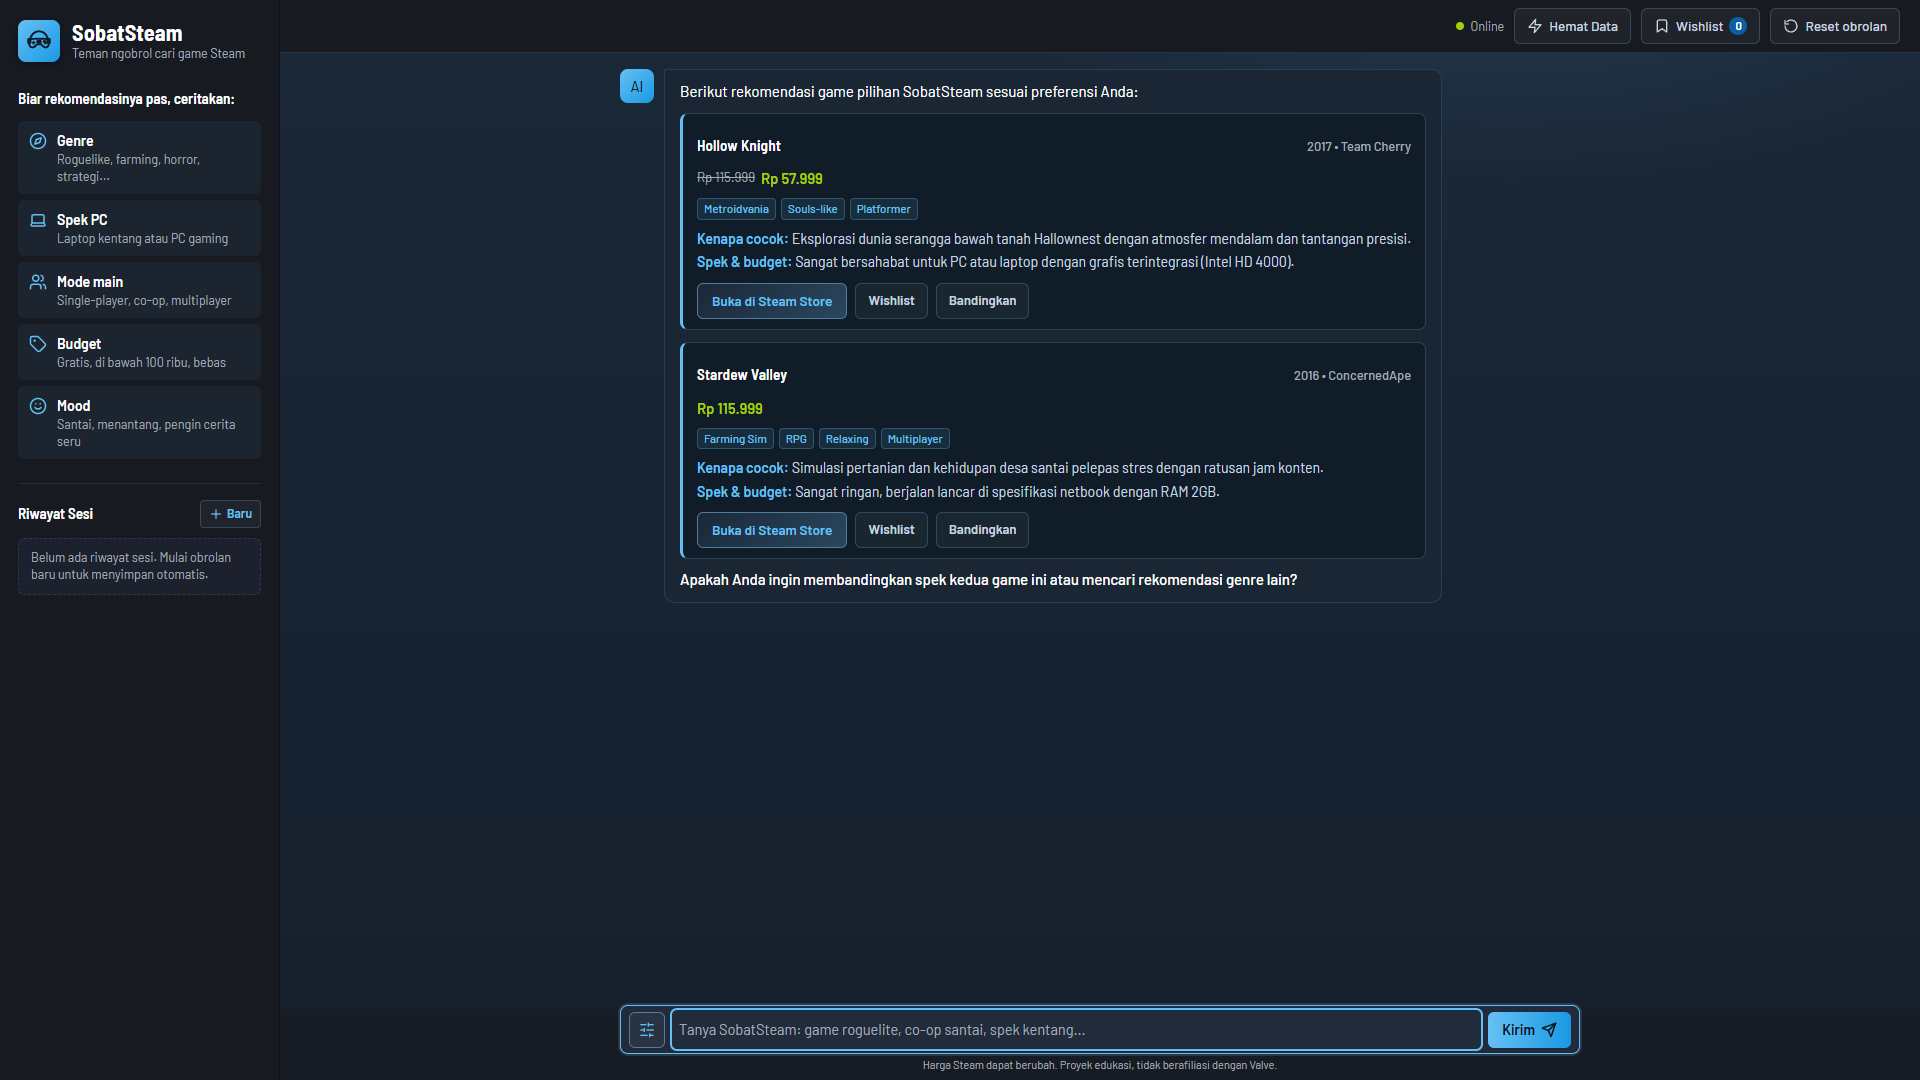 SobatSteam
Teman ngobrol cari game Steam
Biar rekomendasinya pas, ceritakan:
Genre
Roguelike, farming, horror,
strategi...
Spek PC
Laptop kentang atau PC gaming
Mode main
Single-player, co-op, multiplayer
Budget
Gratis, di bawah 100 ribu, bebas
Mood
Santai, menantang, pengin cerita
seru
Riwayat Sesi
Baru
Belum ada riwayat sesi. Mulai obrolan
baru untuk menyimpan otomatis.
Online
Hemat Data
Wishlist 0
Reset obrolan
AI
Berikut rekomendasi game pilihan SobatSteam sesuai preferensi Anda:
Hollow Knight
2017 • Team Cherry
Rp 115.999 Rp 57.999
Metroidvania Souls-like Platformer
Kenapa cocok: Eksplorasi dunia serangga bawah tanah Hallownest dengan atmosfer mendalam dan tantangan presisi.
Spek & budget: Sangat bersahabat untuk PC atau laptop dengan grafis terintegrasi (Intel HD 4000).
Buka di Steam Store Wishlist Bandingkan
Stardew Valley
2016 • ConcernedApe
Rp 115.999
Farming Sim RPG Relaxing Multiplayer
Kenapa cocok: Simulasi pertanian dan kehidupan desa santai pelepas stres dengan ratusan jam konten.
Spek & budget: Sangat ringan, berjalan lancar di spesifikasi netbook dengan RAM 2GB.
Buka di Steam Store Wishlist Bandingkan
Apakah Anda ingin membandingkan spek kedua game ini atau mencari rekomendasi genre lain?
Tanya SobatSteam: game roguelite, co-op santai, spek kentang...
Kirim
Harga Steam dapat berubah. Proyek edukasi, tidak berafiliasi dengan Valve.